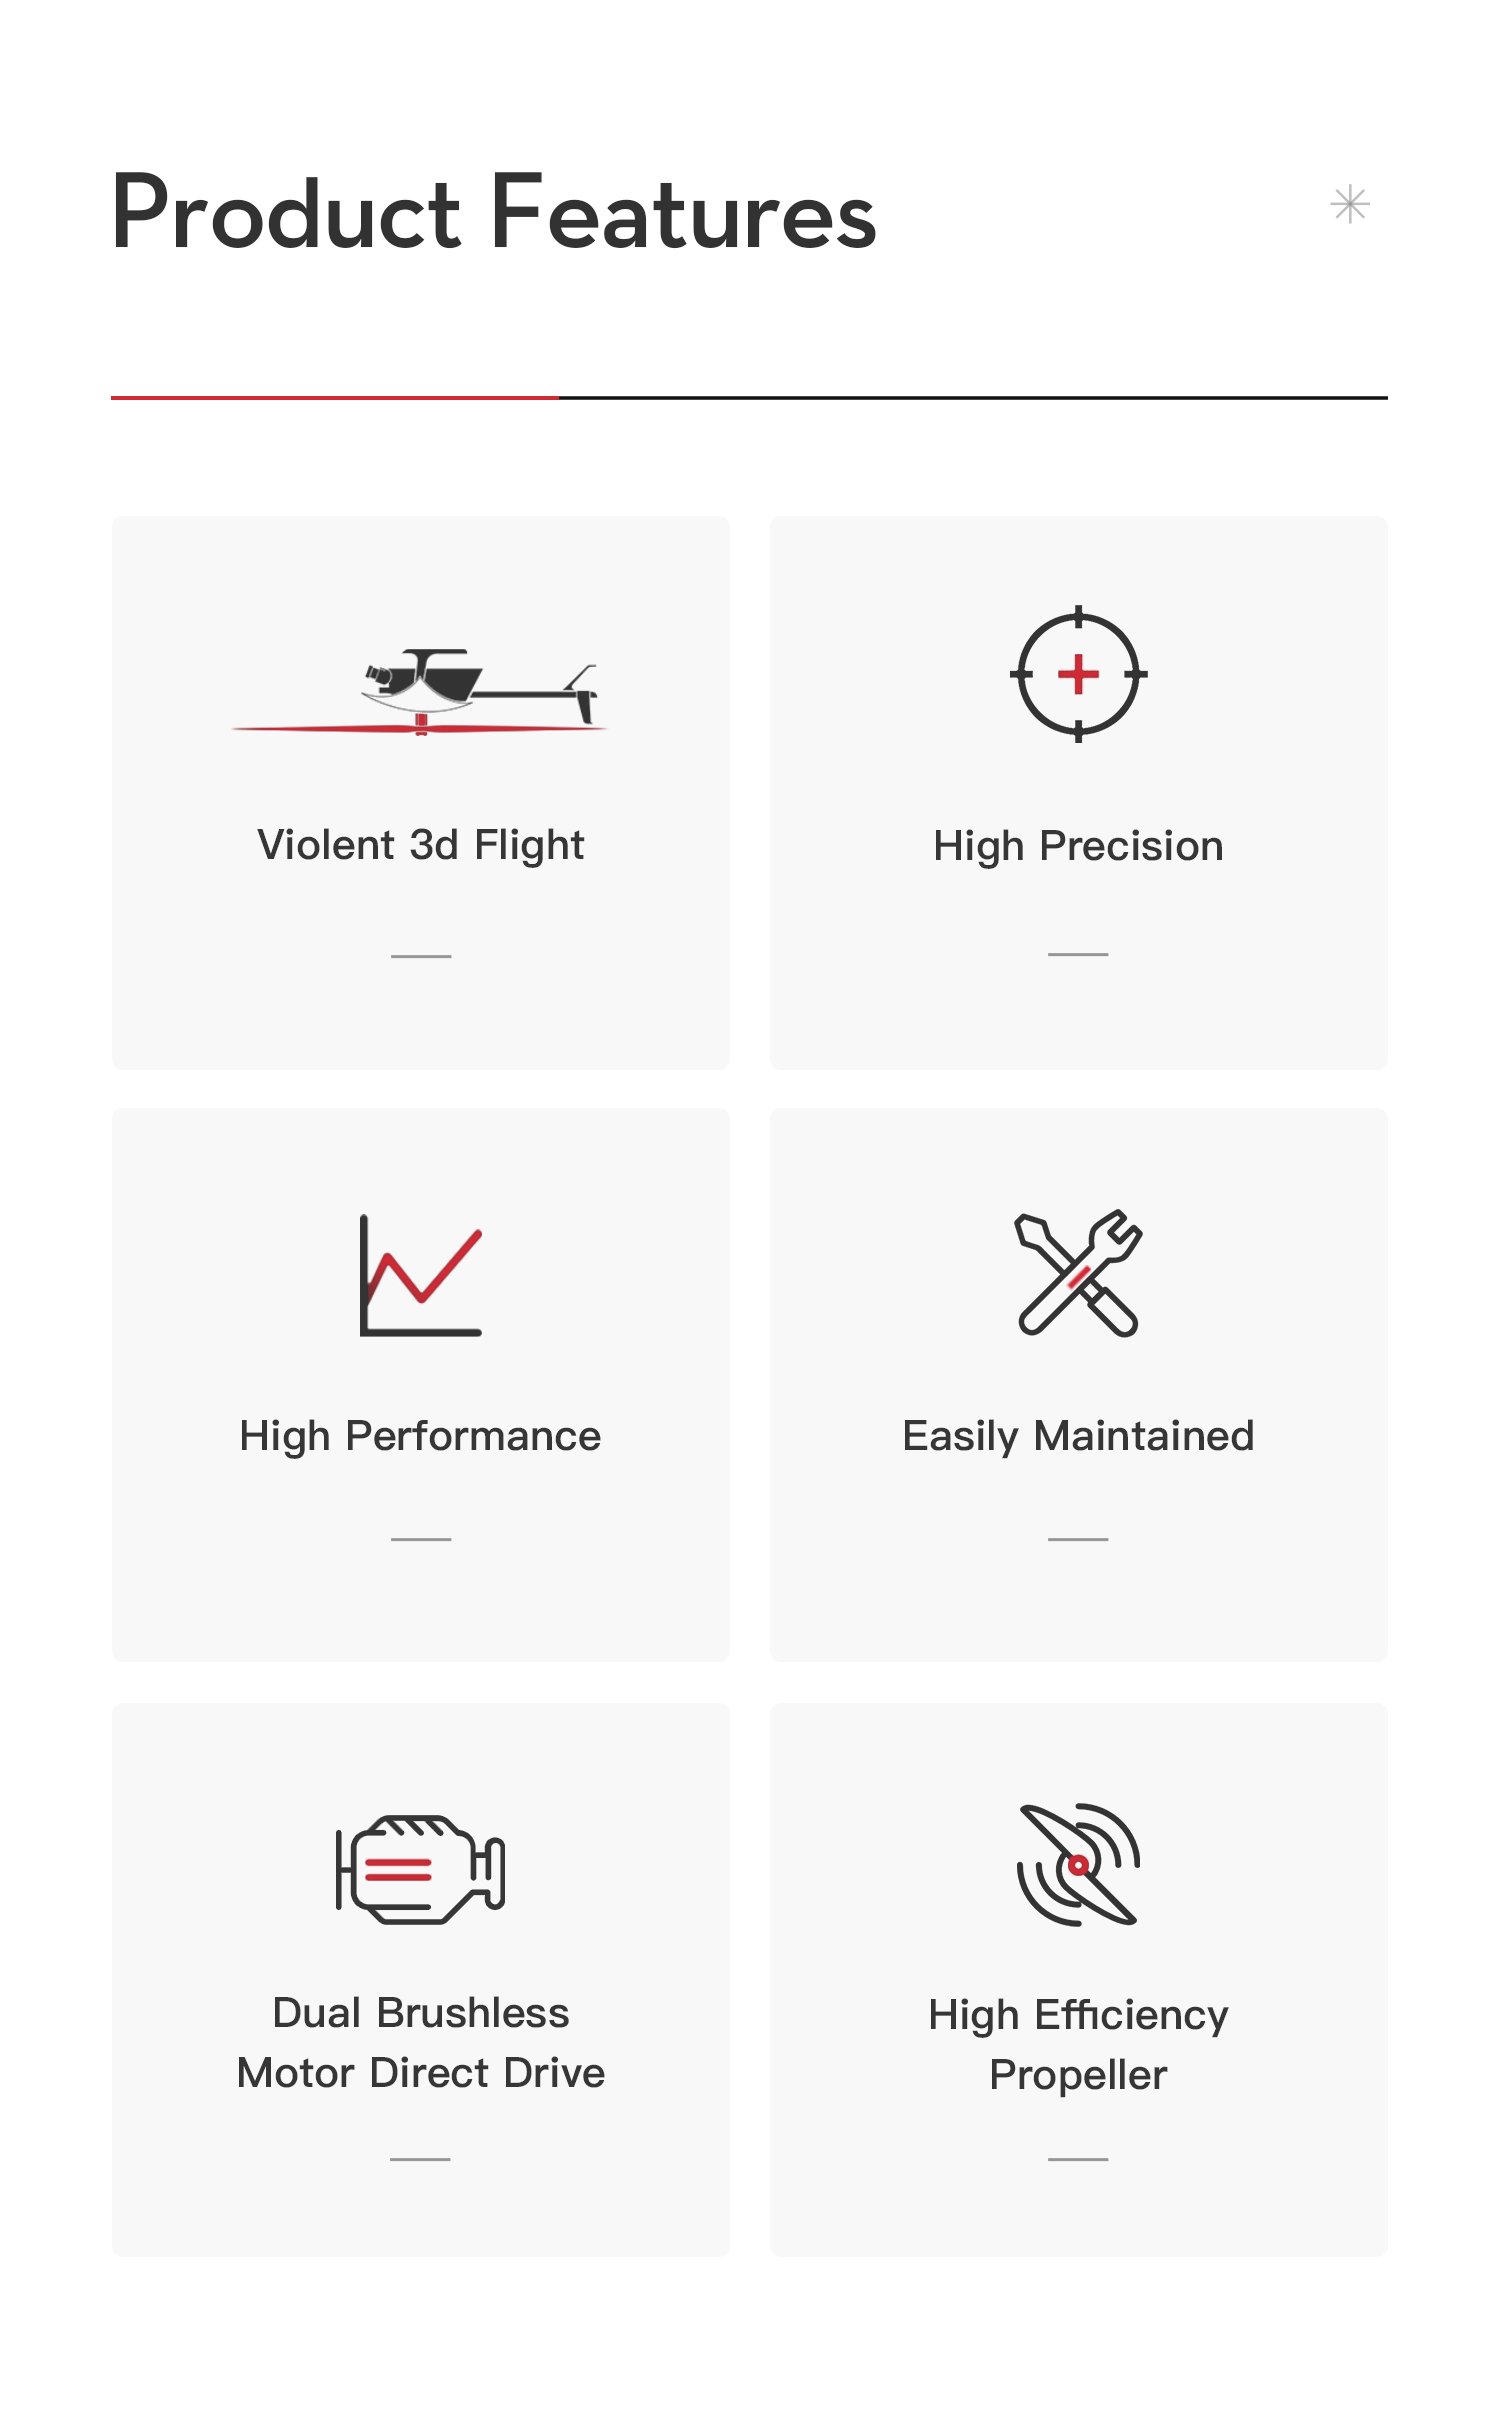 Product Features
Violent 3d Flight
High Precision
High Performance
Easily Maintained
Dual Brushless
Motor Direct Drive
High Efficiency
Propeller